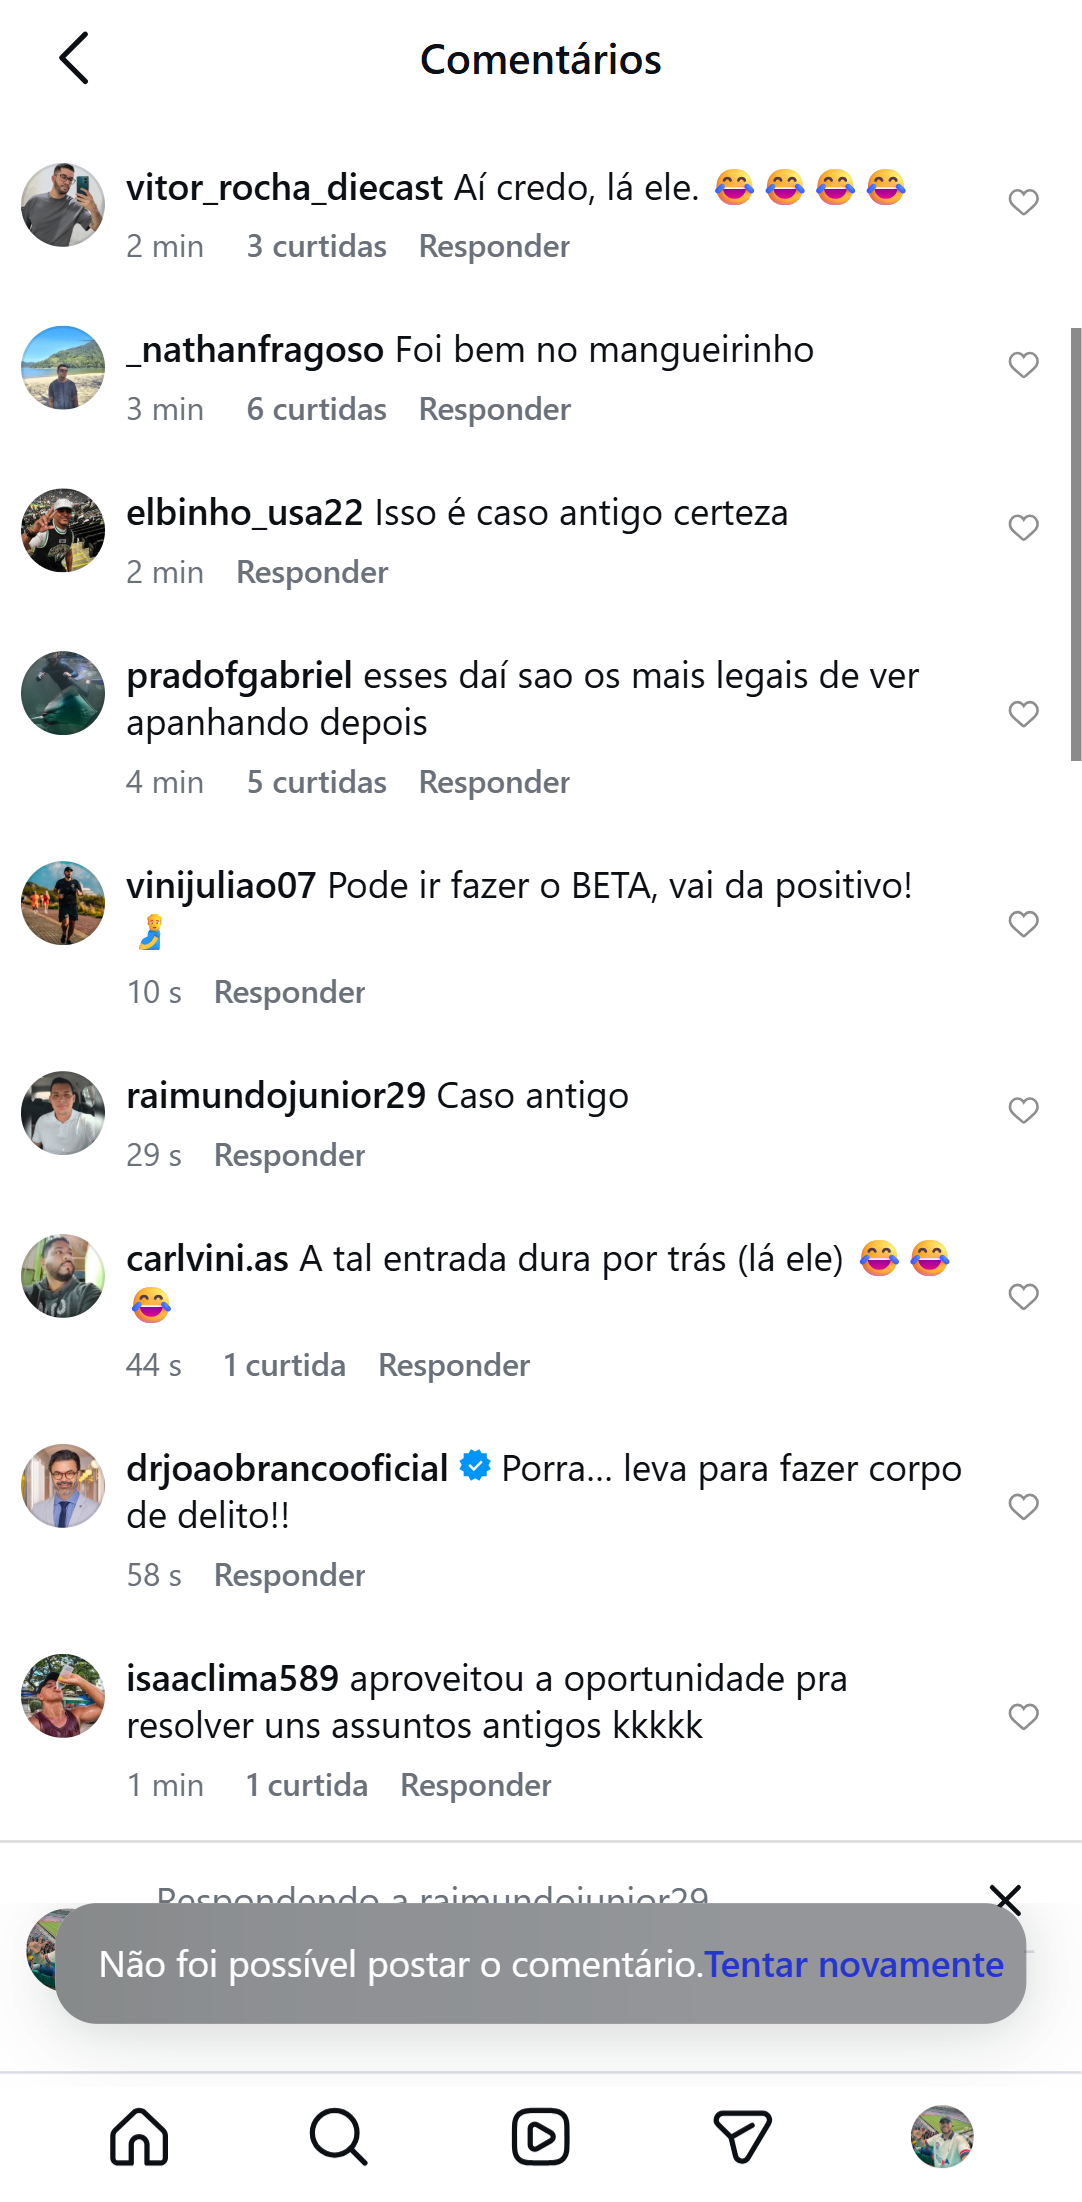 Comentários
vitor_rocha_diecast Aí credo, lá ele. 😂😂😂😂
2 min 3 curtidas Responder
_nathanfragoso Foi bem no mangueirinho
3 min 6 curtidas Responder
elbinho_usa22 Isso é caso antigo certeza
2 min Responder
pradofgabriel esses daí sao os mais legais de ver
apanhando depois
4 min 5 curtidas Responder
vinijuliao07 Pode ir fazer o BETA, vai da positivo!
🫃
10 s Responder
raimundojunior29 Caso antigo
29 s Responder
carlvini.as A tal entrada dura por trás (lá ele) 😂😂
😂
44 s 1 curtida Responder
drjoaobrancooficial Porra... leva para fazer corpo
de delito!!
58 s Responder
isaaclima589 aproveitou a oportunidade pra
resolver uns assuntos antigos kkkkk
1 min 1 curtida Responder
Respondendo a raimundojunior29
Não foi possível postar o comentário.Tentar novamente